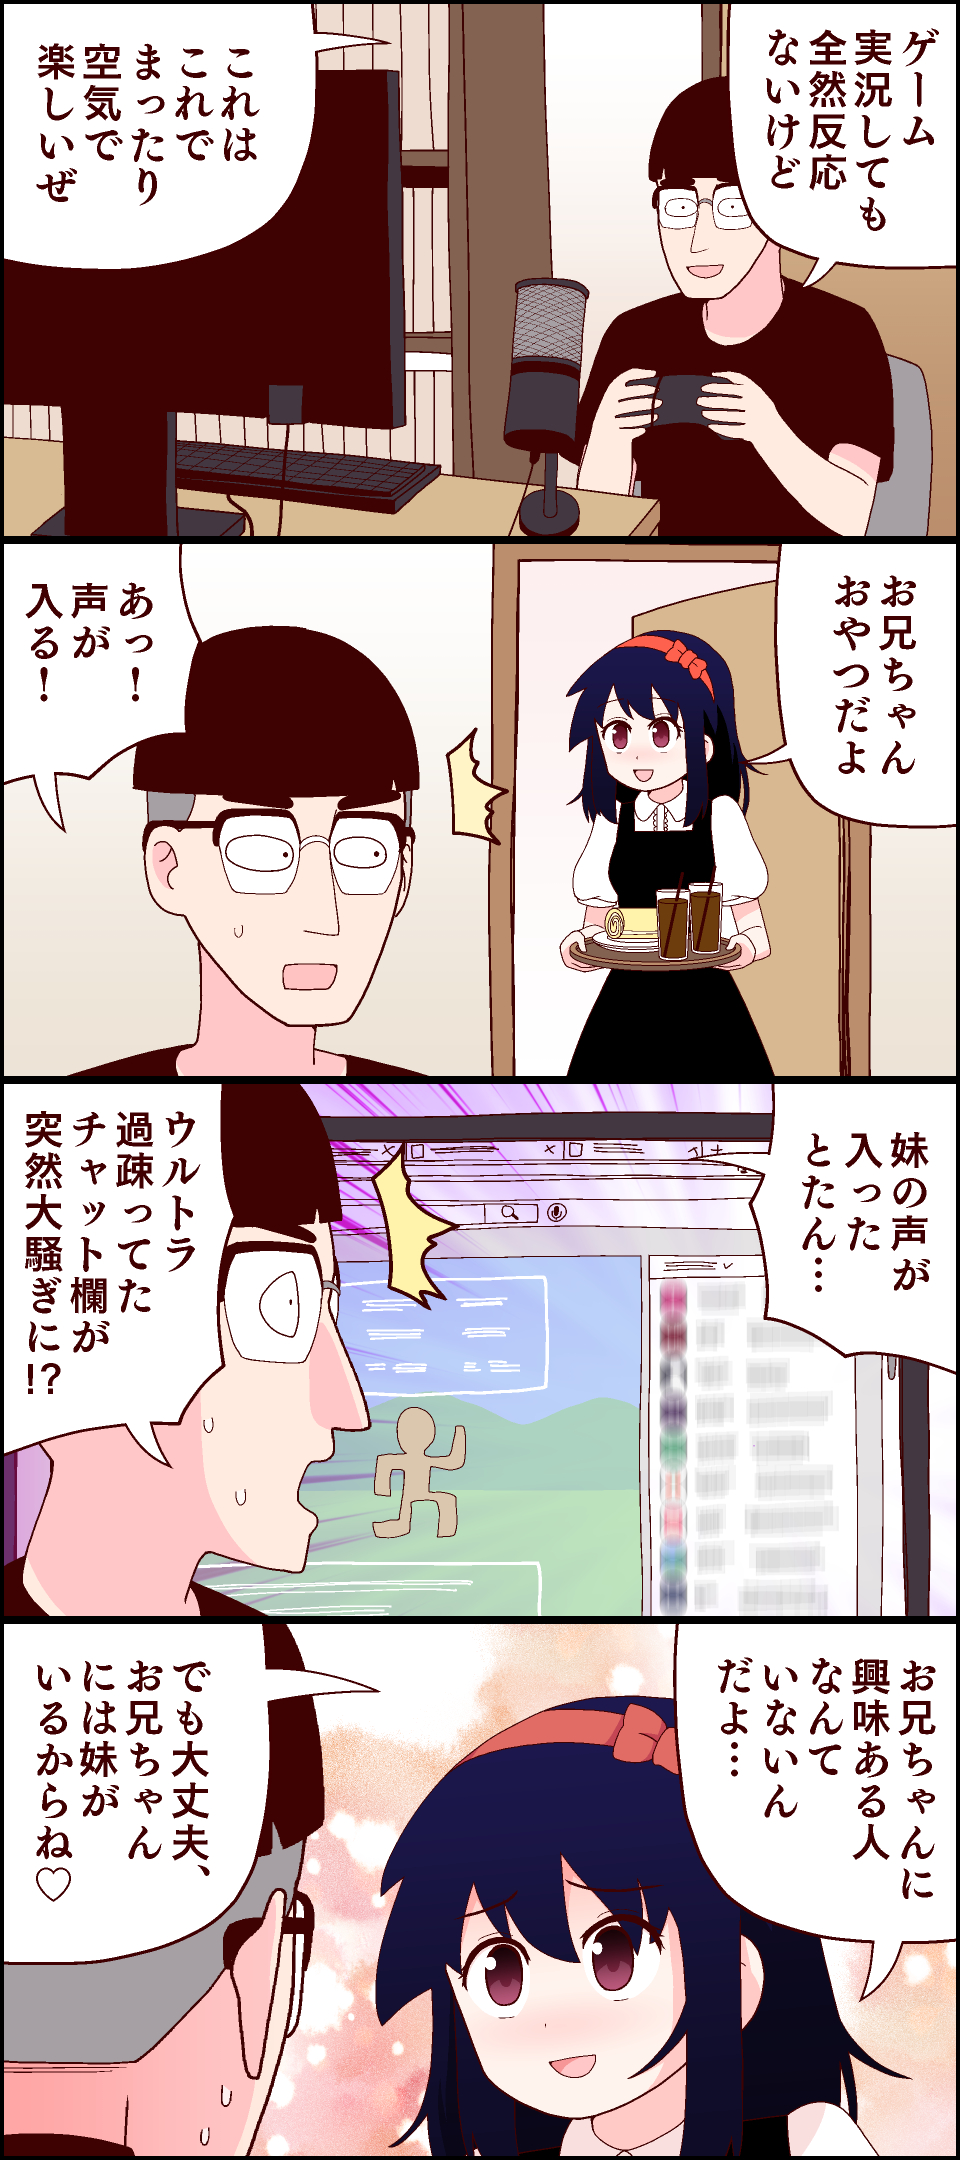 ゲーム
実況しても
全然反応
ないけど
これは
これで
まったり
空気で
楽しいぜ
お兄ちゃん
おやつだよ
あっ！
声が
入る！
妹の声が
入った
とたん…
ウルトラ
過疎ってた
チャット欄が
突然大騒ぎに!?
お兄ちゃんに
興味ある人
なんて
いないん
だよ…
でも大丈夫、
お兄ちゃん
には妹が
いるからね♡